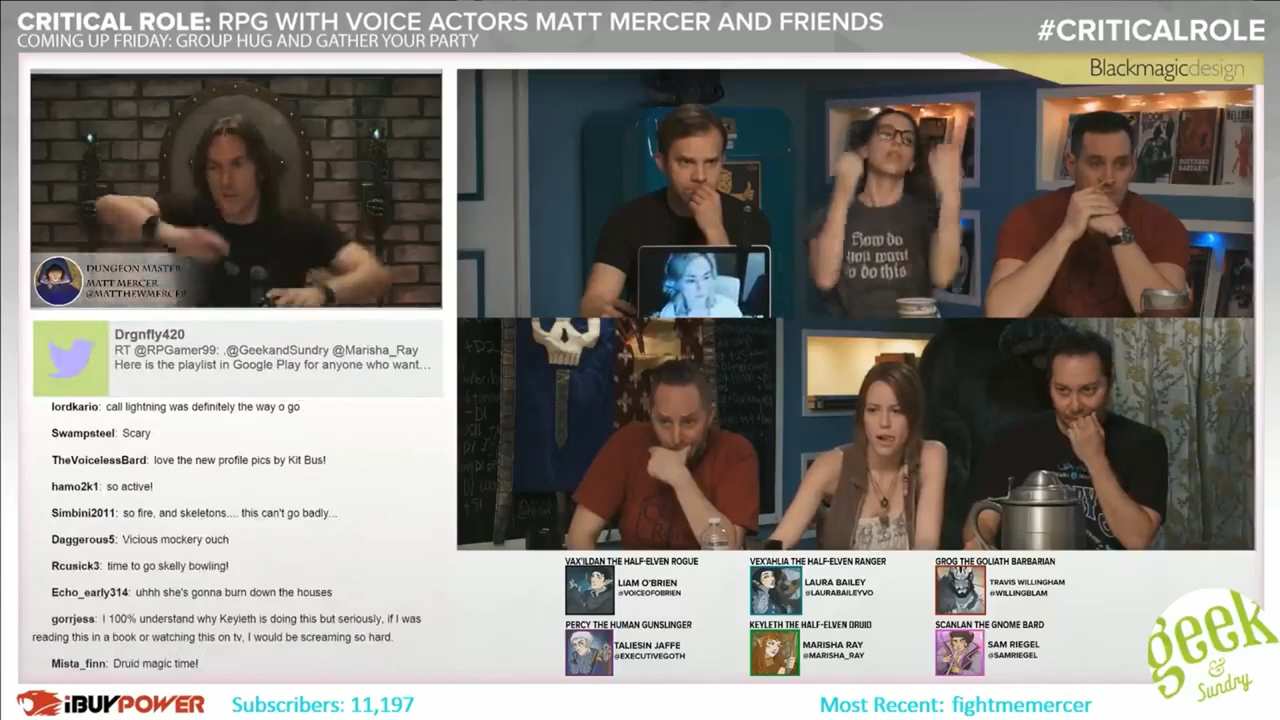 CRITICAL ROLE: RPG WITH VOICE ACTORS MATT MERCER AND FRIENDS
COMING UP FRIDAY: GROUP HUG AND GATHER YOUR PARTY
#CRITICALROLE
Blackmagicdesign
DUNGEON MASTER
MATT MERCER
@MATTHEWMERCER
How do
you want
to do this
Drgnfly420
RT @RPGamer99: .@GeekandSundry @Marisha_Ray
Here is the playlist in Google Play for anyone who want…
lordkario: call lightning was definitely the way o go
Swampsteel: Scary
TheVoicelessBard: love the new profile pics by Kit Bus!
hamo2k1: so active!
Simbini2011: so fire, and skeletons.... this can't go badly...
Daggerous5: Vicious mockery ouch
Rcusick3: time to go skelly bowling!
Echo_early314: uhhh she's gonna burn down the houses
gorrjess: I 100% understand why Keyleth is doing this but seriously, if I was
reading this in a book or watching this on tv, I would be screaming so hard.
Mista_finn: Druid magic time!
VAX'ILDAN THE HALF-ELVEN ROGUE
LIAM O'BRIEN
@VOICEOFOBRIEN
VEX'AHLIA THE HALF-ELVEN RANGER
LAURA BAILEY
@LAURABAILEYVO
GROG THE GOLIATH BARBARIAN
TRAVIS WILLINGHAM
@WILLINGBLAM
PERCY THE HUMAN GUNSLINGER
TALIESIN JAFFE
@EXECUTIVEGOTH
KEYLETH THE HALF-ELVEN DRUID
MARISHA RAY
@MARISHA_RAY
SCANLAN THE GNOME BARD
SAM RIEGEL
@SAMRIEGEL
geek
&
Sundry
iBUYPOWER
Subscribers: 11,197
Most Recent: fightmemercer